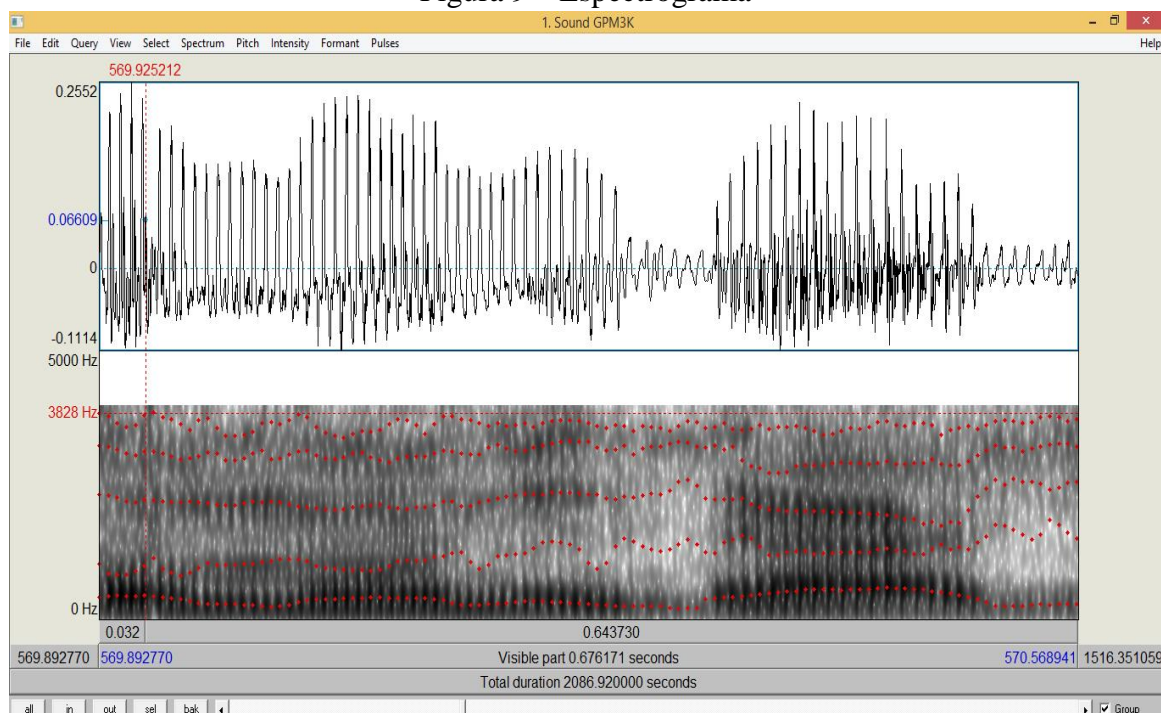 Figura 9 – Espectrograma
1. Sound GPM3K
File Edit Query View Select Spectrum Pitch Intensity Formant Pulses Help
569.925212
0.2552
0.06609
0
-0.1114
5000 Hz
3828 Hz
0 Hz
0.032 0.643730
569.892770 569.892770 Visible part 0.676171 seconds 570.568941 1516.351059
Total duration 2086.920000 seconds
all in out sel bak Group